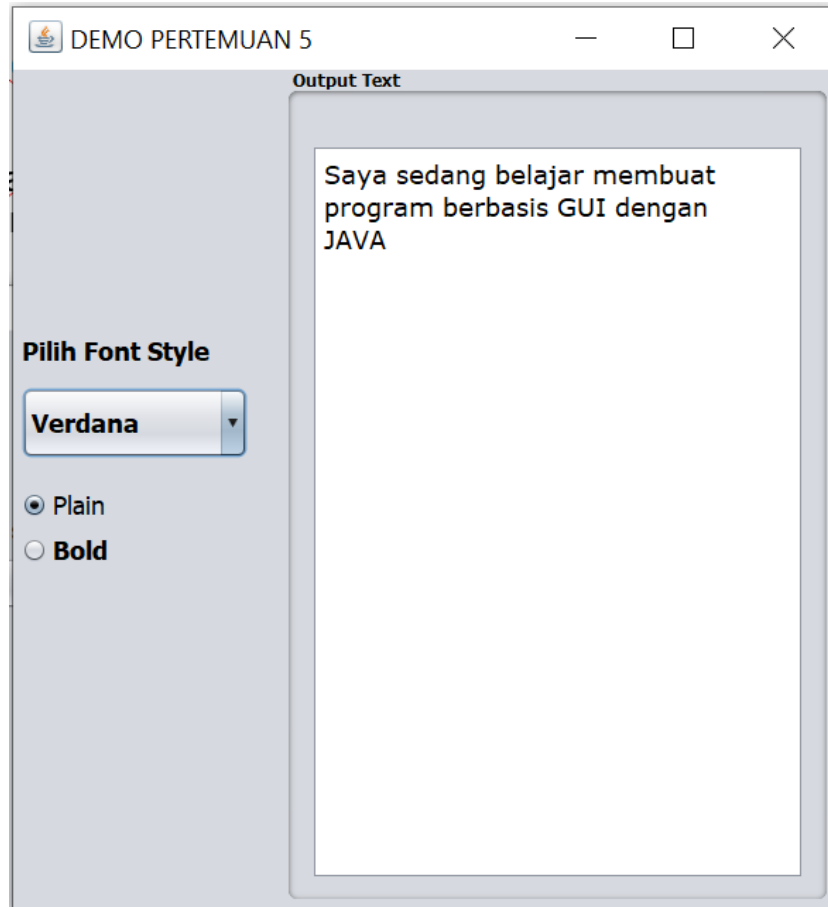 DEMO PERTEMUAN 5
Output Text
Saya sedang belajar membuat
program berbasis GUI dengan
JAVA
Pilih Font Style
Verdana
Plain
Bold